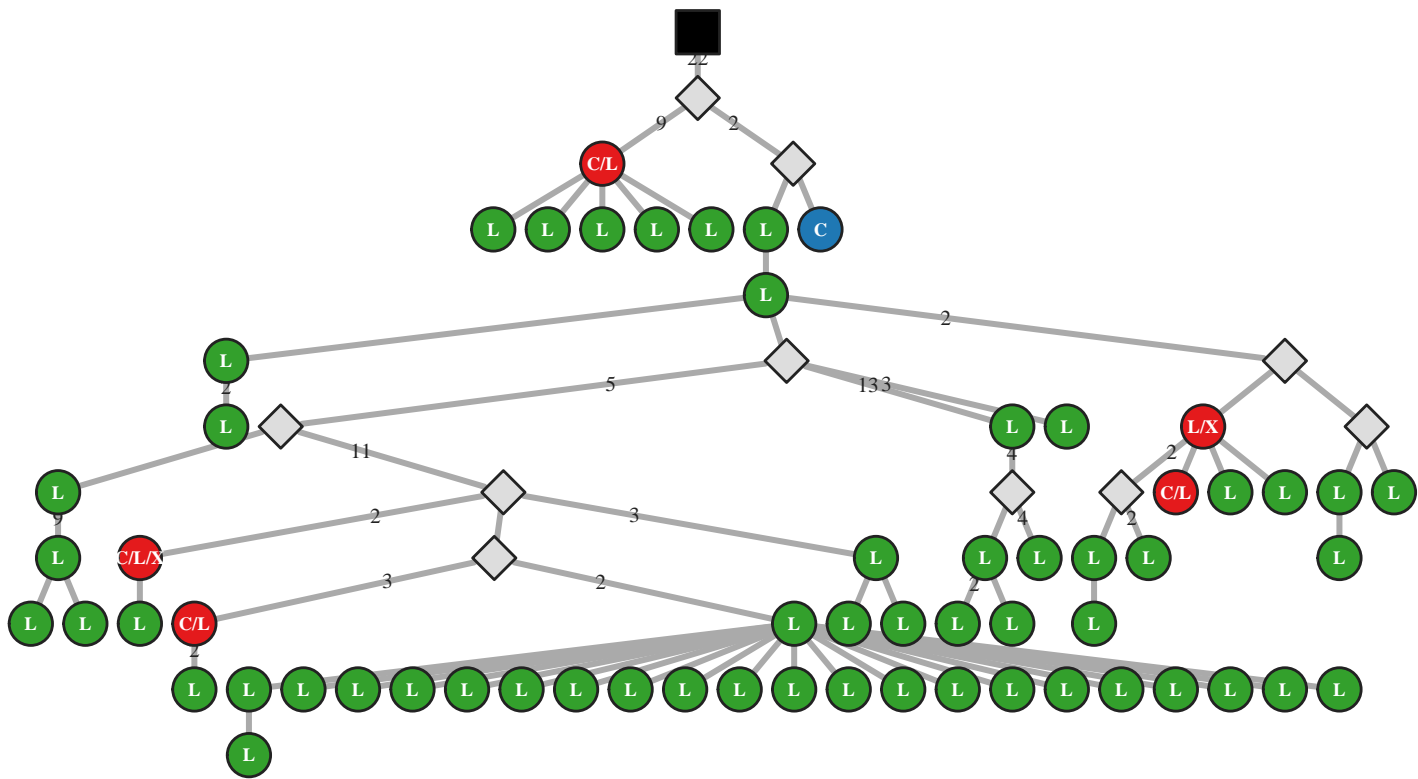 22
9 2
C/L
L L L L L L C
L
2
L
5 133
2
L L L L L/X
11 4 2
L C/L L L L L
9 2 3 4 2
L C/L/X L L L L L L
3 2 2
L L L C/L L L L L L L
2
L L L L L L L L L L L L L L L L L L L L L L
L